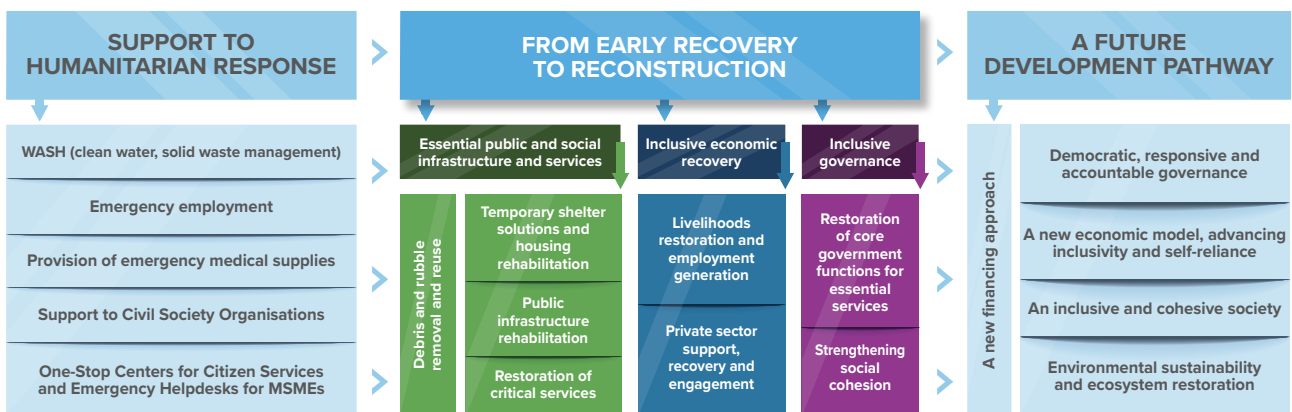 SUPPORT TO
HUMANITARIAN RESPONSE
WASH (clean water, solid waste management)
Emergency employment
Provision of emergency medical supplies
Support to Civil Society Organisations
One-Stop Centers for Citizen Services
and Emergency Helpdesks for MSMEs
FROM EARLY RECOVERY
TO RECONSTRUCTION
Essential public and social
infrastructure and services
Debris and rubble
removal and reuse
Temporary shelter
solutions and
housing
rehabilitation
Public
infrastructure
rehabilitation
Restoration of
critical services
Inclusive economic
recovery
Livelihoods
restoration and
employment
generation
Private sector
support,
recovery and
engagement
Inclusive
governance
Restoration
of core
government
functions for
essential
services
Strengthening
social
cohesion
A FUTURE
DEVELOPMENT PATHWAY
A new financing approach
Democratic, responsive and
accountable governance
A new economic model, advancing
inclusivity and self-reliance
An inclusive and cohesive society
Environmental sustainability
and ecosystem restoration